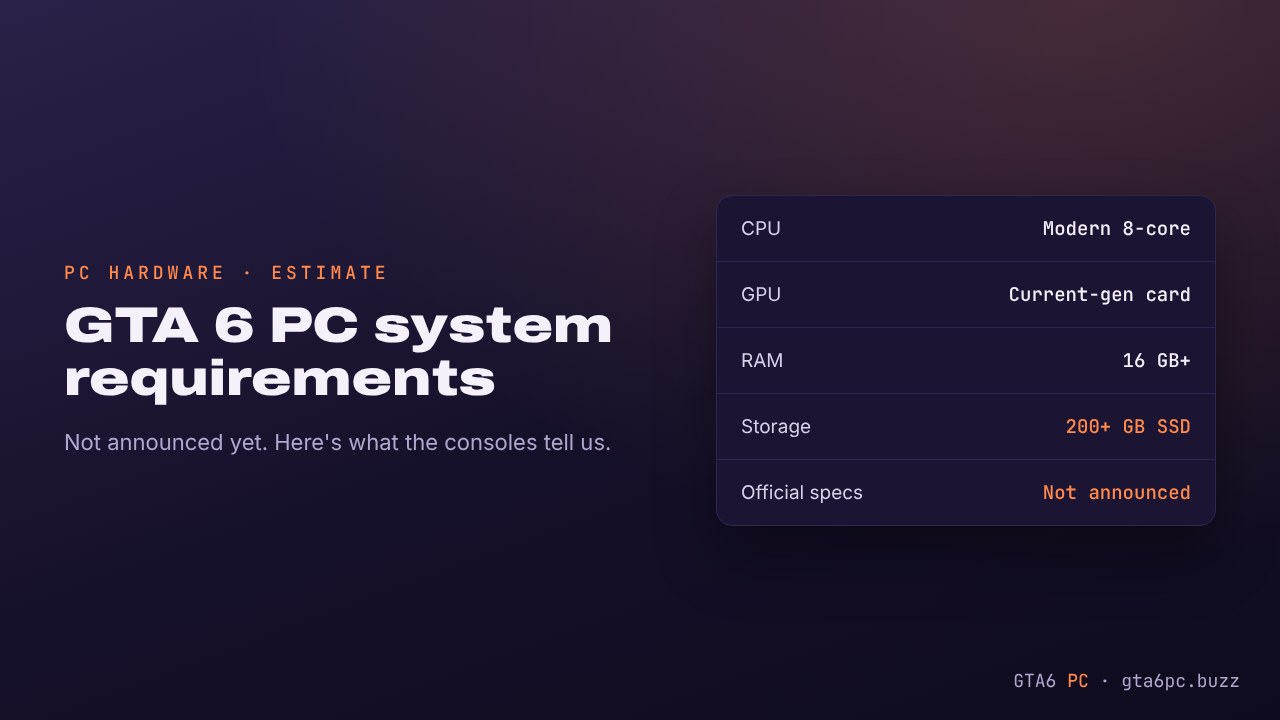 PC HARDWARE · ESTIMATE
GTA 6 PC system
requirements
Not announced yet. Here's what the consoles tell us.
CPU Modern 8-core
GPU Current-gen card
RAM 16 GB+
Storage 200+ GB SSD
Official specs Not announced
GTA6 PC · gta6pc.buzz